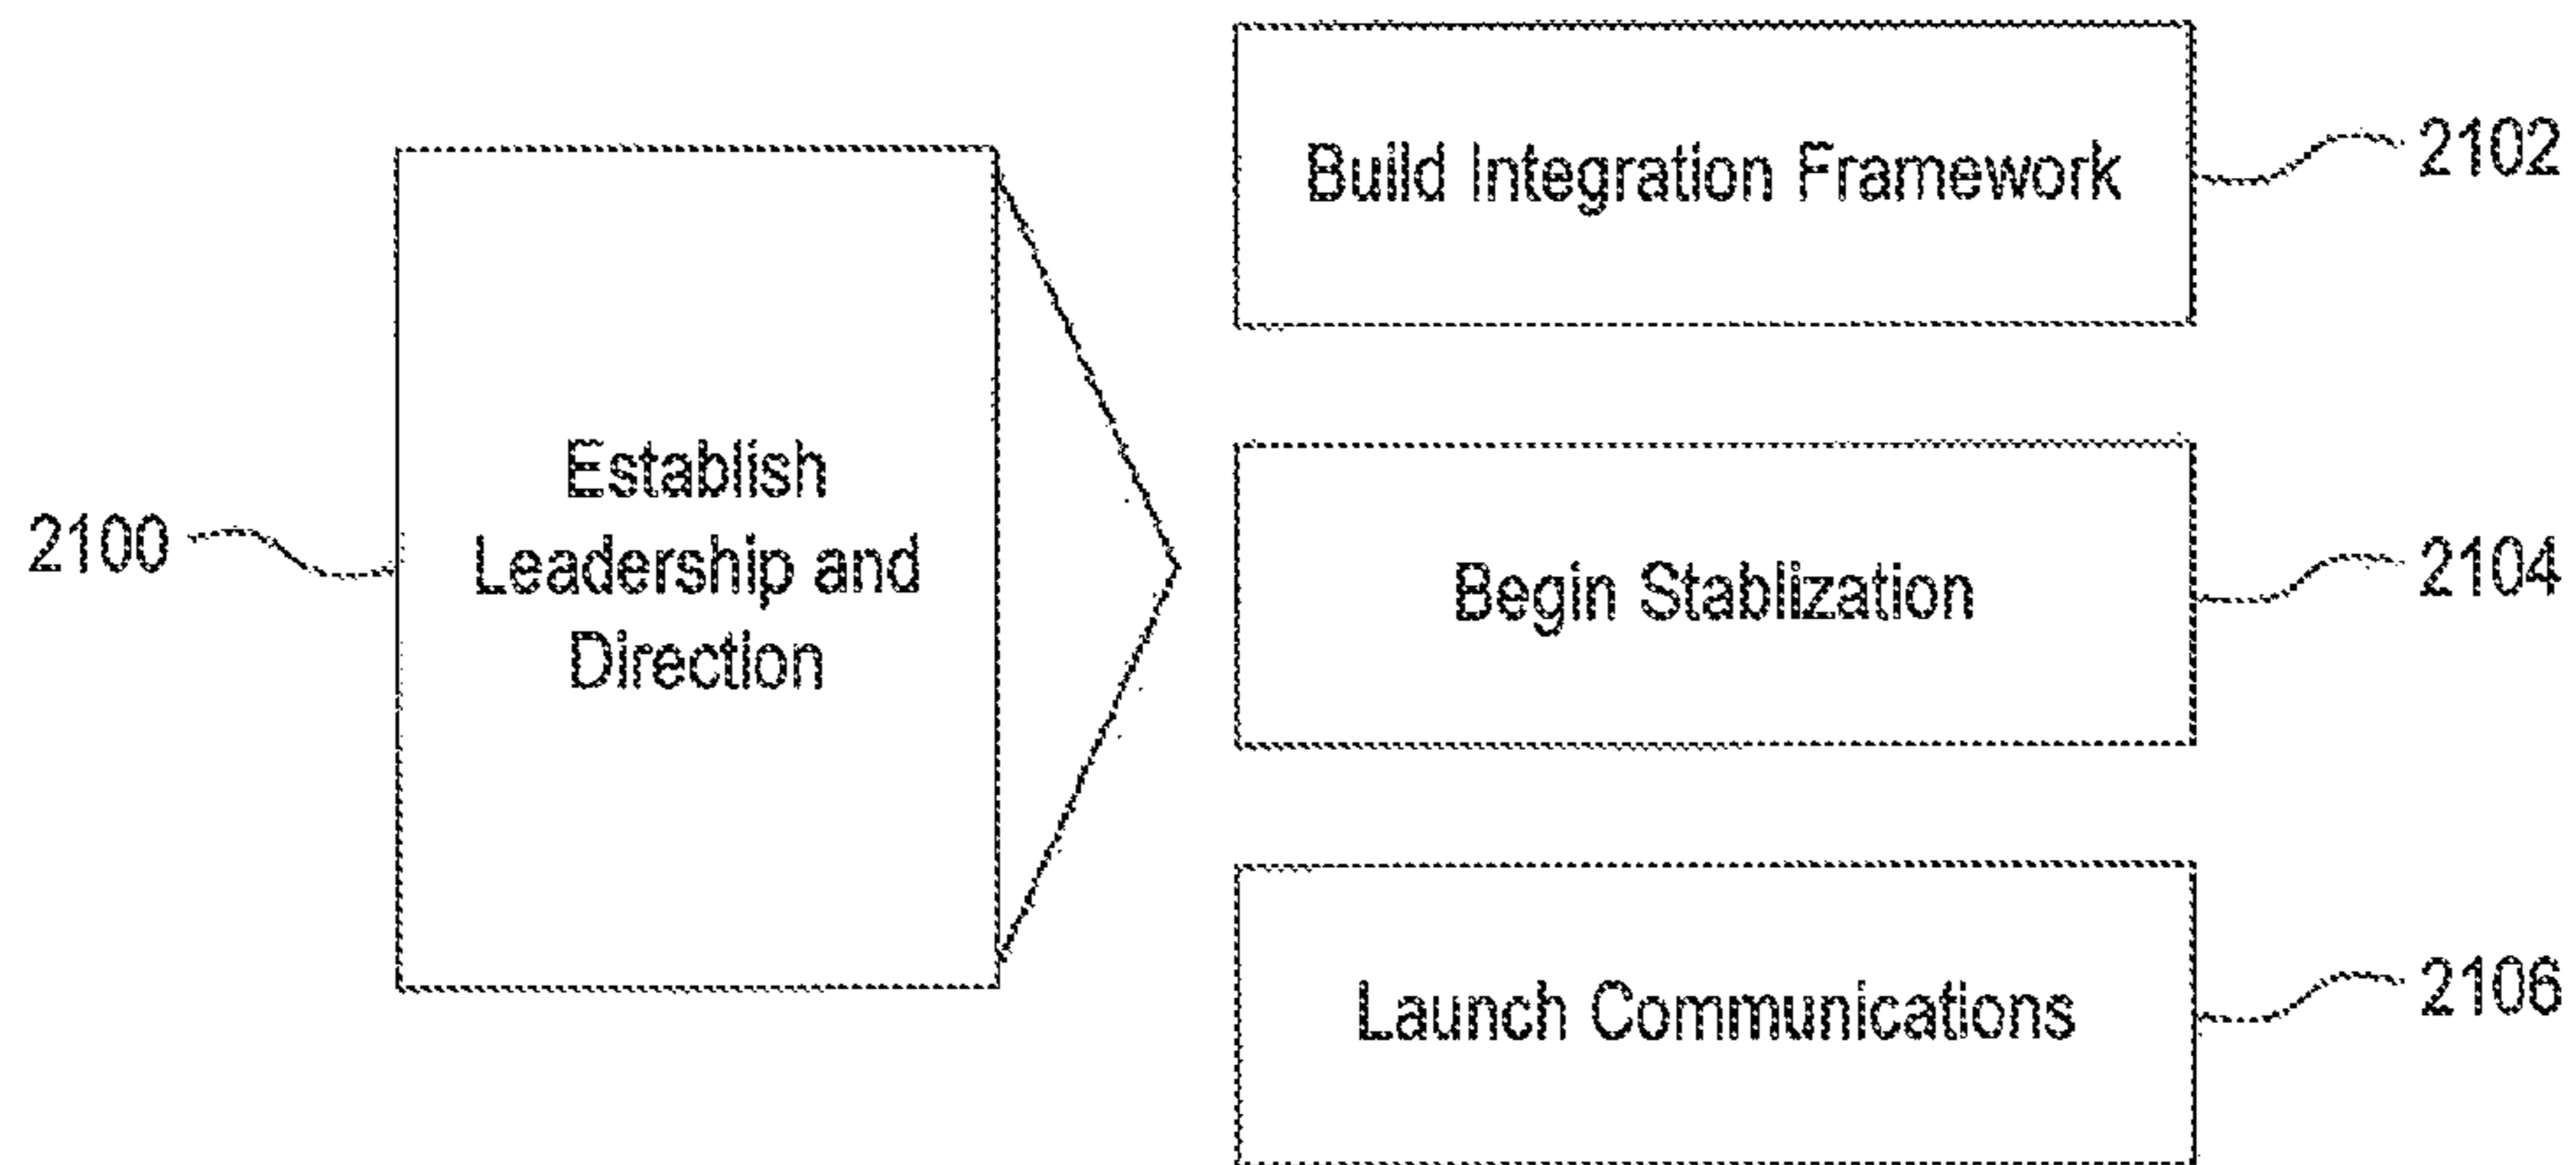 2100
Establish
Leadership and
Direction
Build Integration Framework
2102
Begin Stablization
2104
Launch Communications
2106